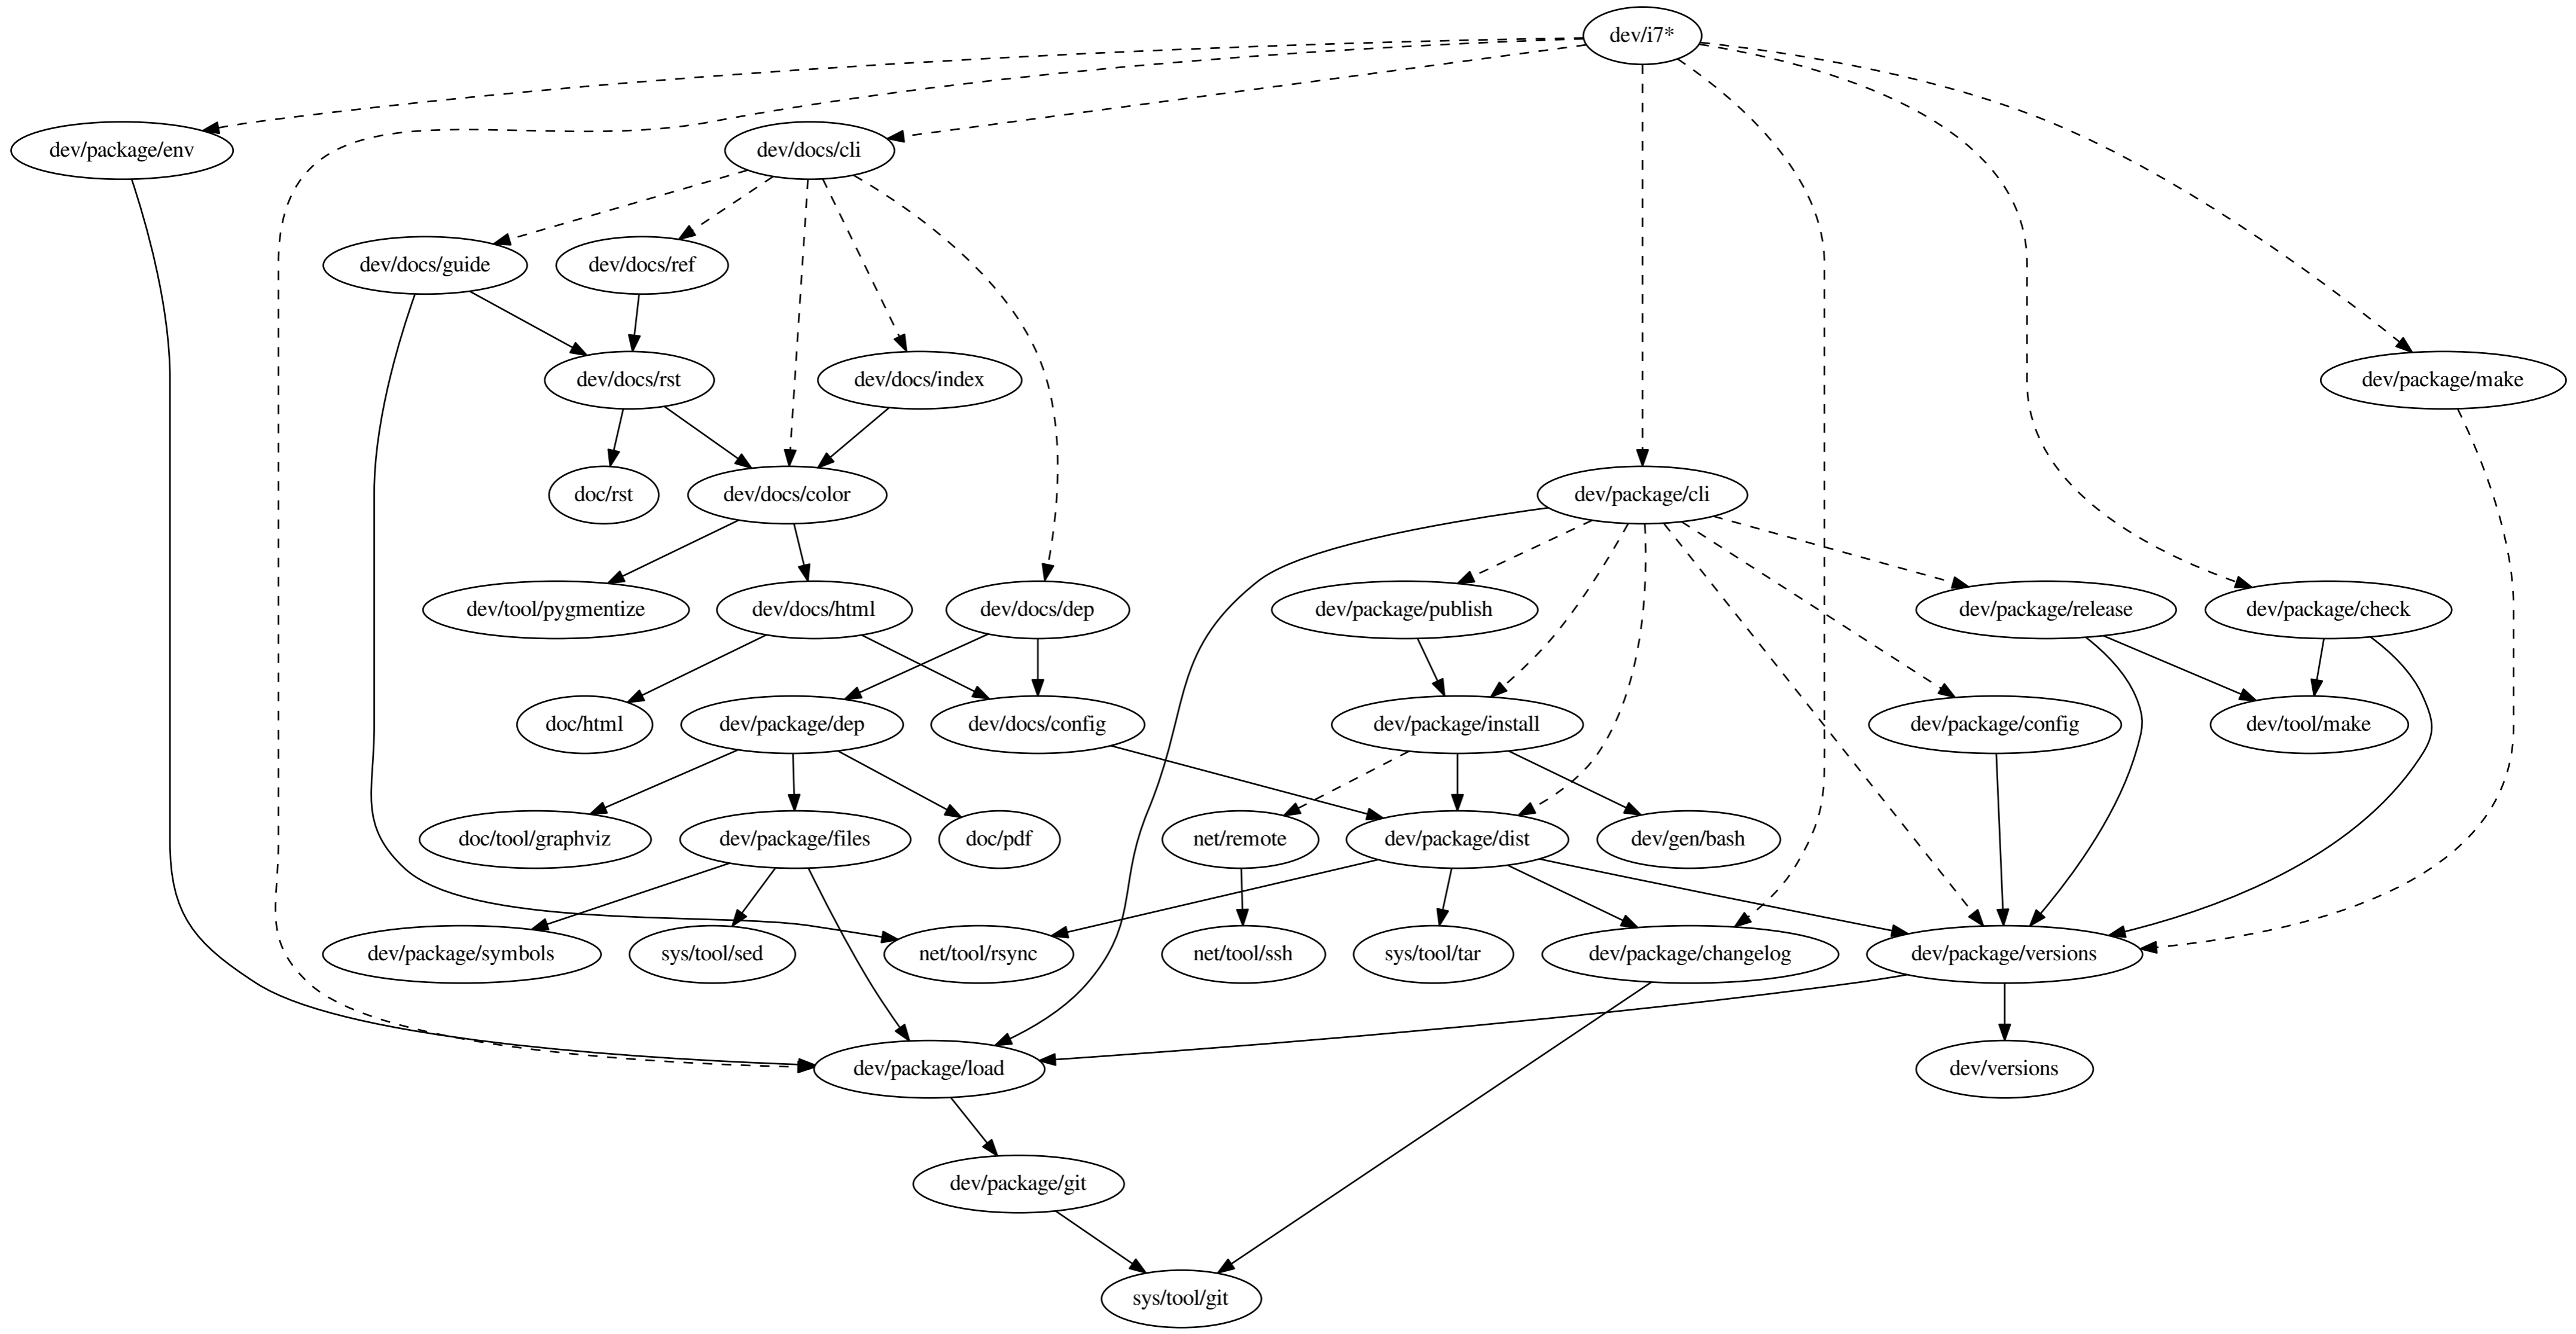 dev/i7*
dev/package/env
dev/docs/cli
dev/docs/guide
dev/docs/ref
dev/docs/rst
dev/docs/index
dev/package/make
doc/rst
dev/docs/color
dev/package/cli
dev/tool/pygmentize
dev/docs/html
dev/docs/dep
dev/package/publish
dev/package/release
dev/package/check
doc/html
dev/package/dep
dev/docs/config
dev/package/install
dev/package/config
dev/tool/make
doc/tool/graphviz
dev/package/files
doc/pdf
net/remote
dev/package/dist
dev/gen/bash
dev/package/symbols
sys/tool/sed
net/tool/rsync
net/tool/ssh
sys/tool/tar
dev/package/changelog
dev/package/versions
dev/package/load
dev/versions
dev/package/git
sys/tool/git